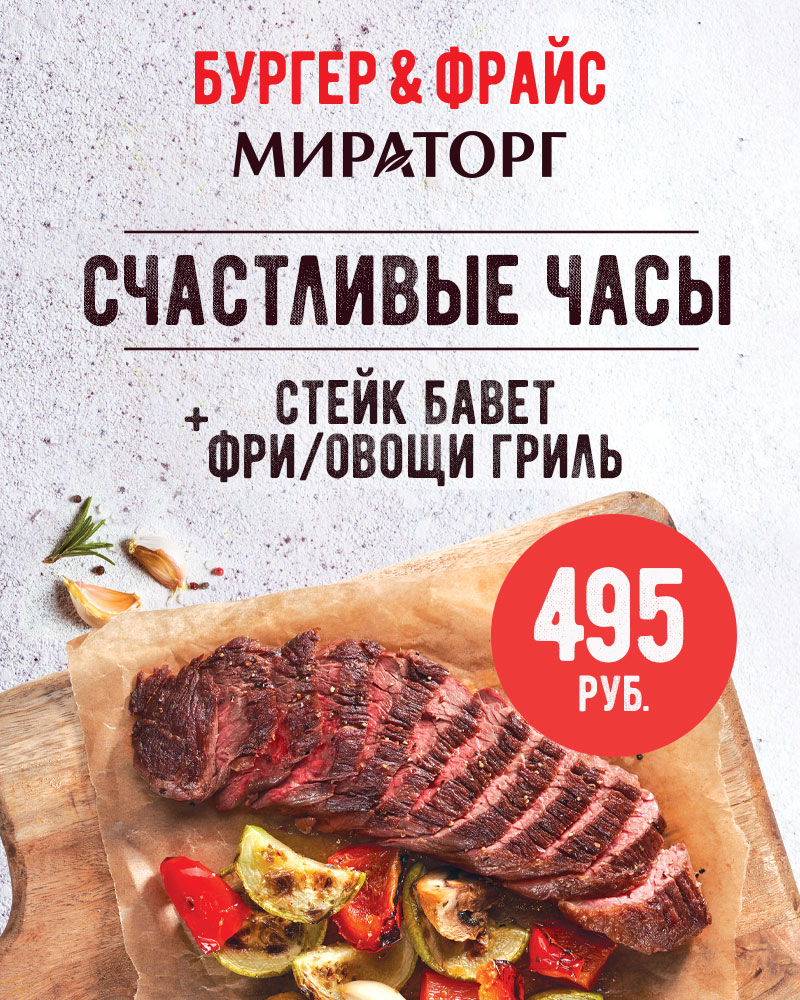 БУРГЕР & ФРАЙС
МИРАТОРГ
СЧАСТЛИВЫЕ ЧАСЫ
СТЕЙК БАВЕТ
+ ФРИ/ОВОЩИ ГРИЛЬ
495
РУБ.